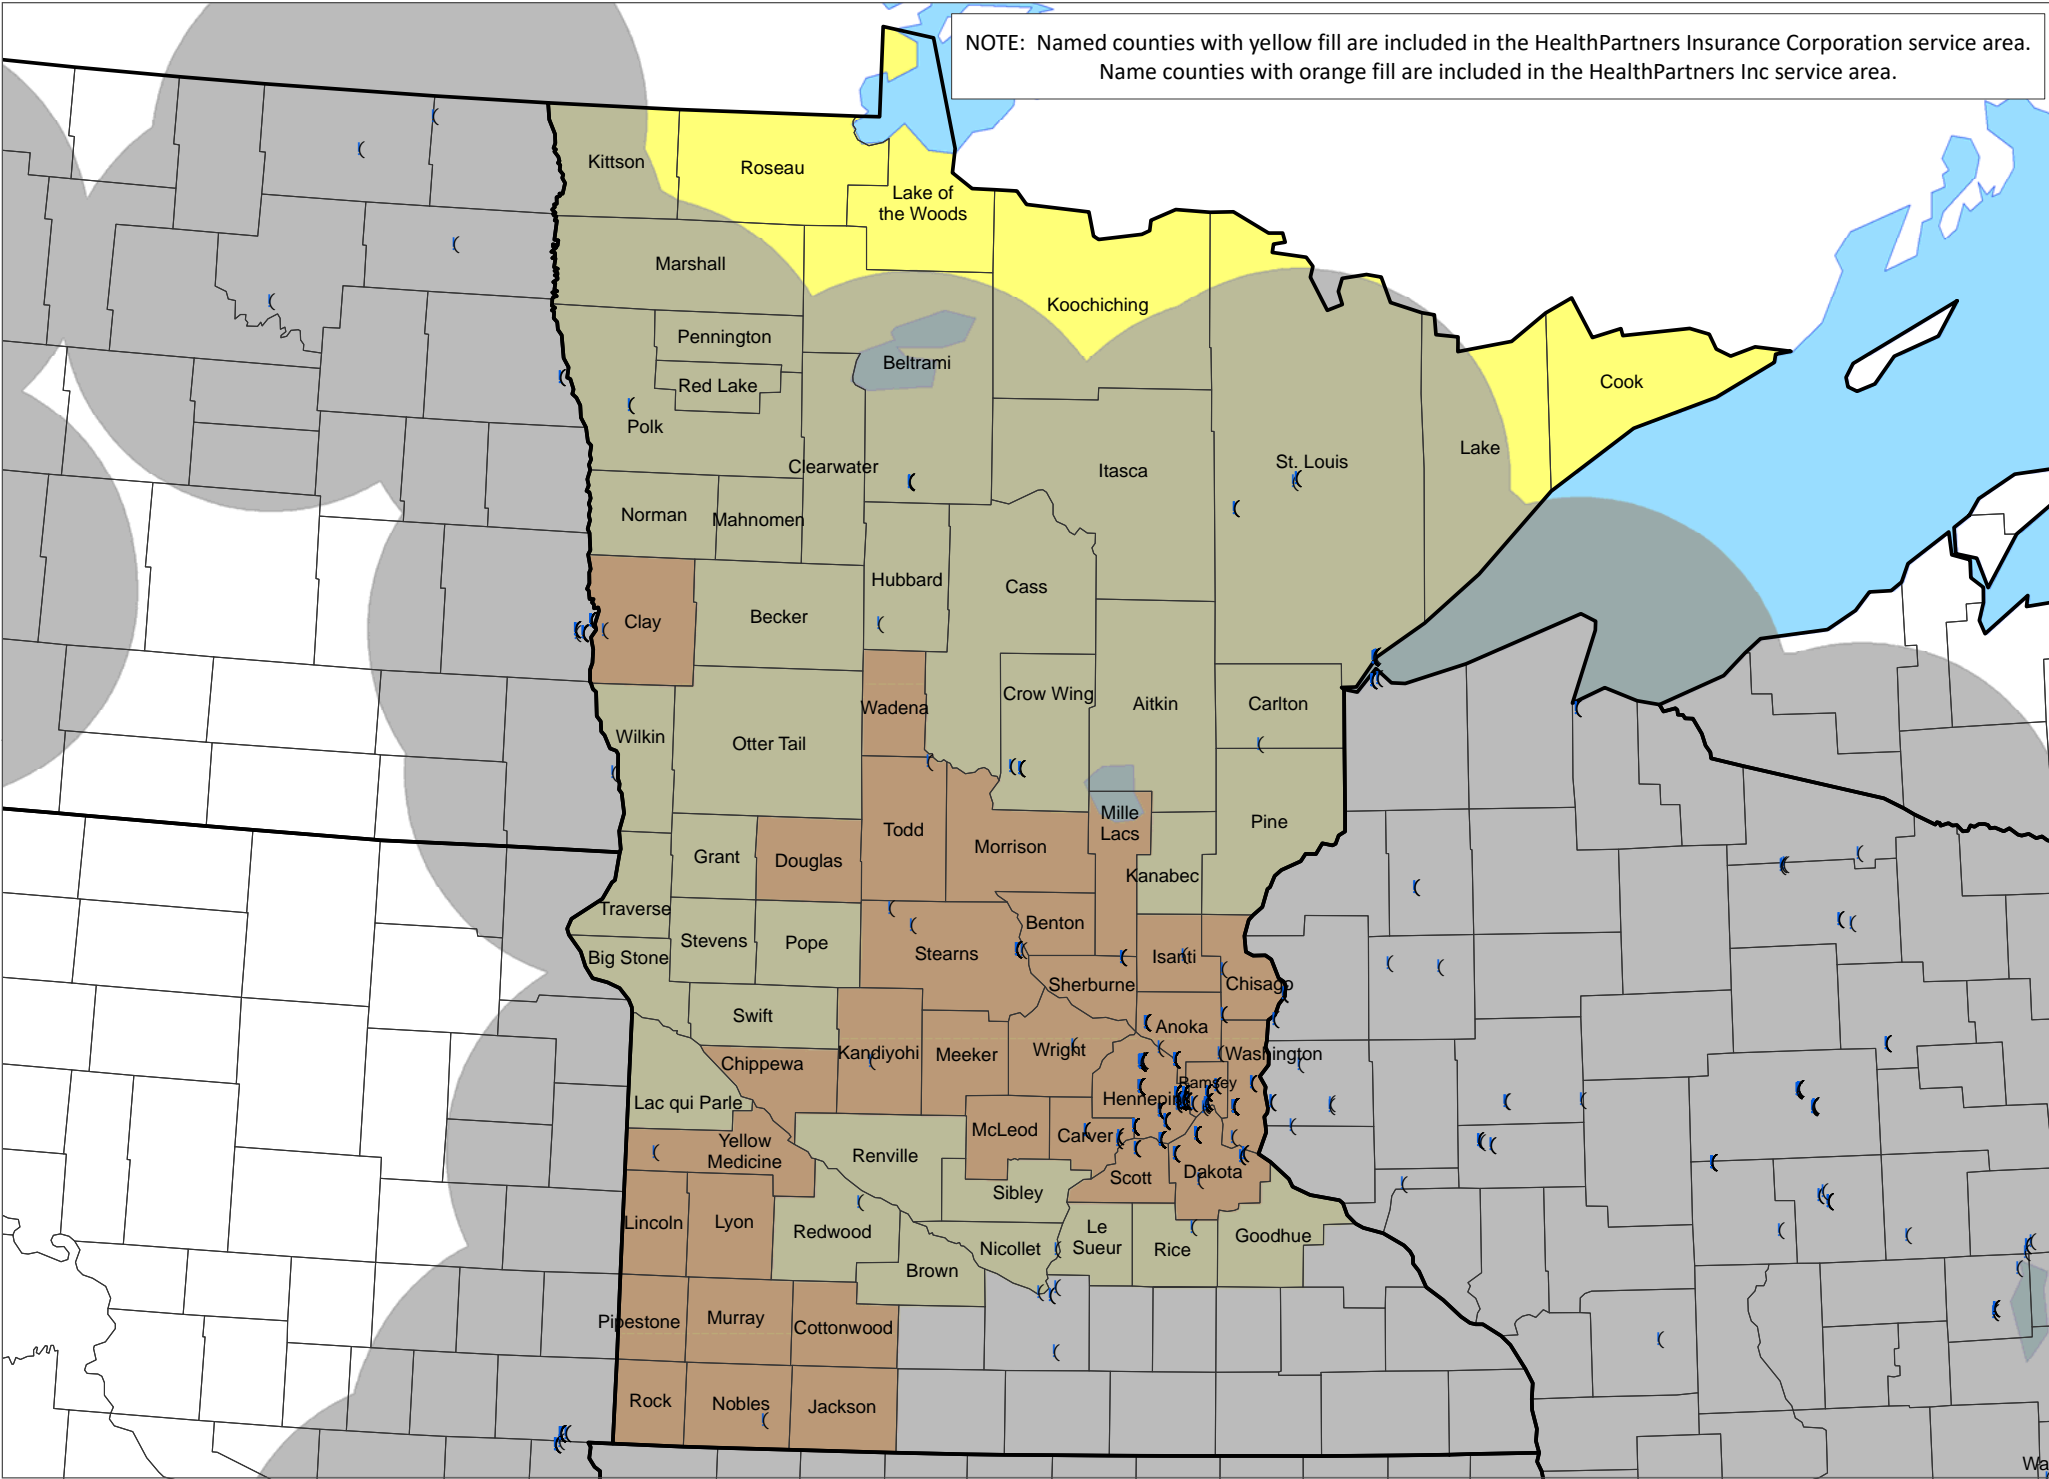 NOTE: Named counties with yellow fill are included in the HealthPartners Insurance Corporation service area.
Name counties with orange fill are included in the HealthPartners Inc service area.
Kittson
Roseau
Lake of
the Woods
Marshall
Koochiching
Pennington
Beltrami
Red Lake
Cook
Polk
Lake
Clearwater
Itasca
St. Louis
Norman
Mahnomen
Hubbard
Cass
Clay
Becker
Wadena
Crow Wing
Aitkin
Carlton
Wilkin
Otter Tail
Mille
Lacs
Todd
Pine
Morrison
Grant
Douglas
Kanabec
Traverse
Benton
Stevens
Pope
Stearns
Isanti
Big Stone
Sherburne
Chisago
Swift
Anoka
Kandiyohi
Meeker
Wright
Washington
Chippewa
Ramsey
Hennepin
Lac qui Parle
McLeod
Carver
Yellow
Medicine
Renville
Scott
Dakota
Sibley
Lincoln
Lyon
Redwood
Le
Sueur
Nicollet
Rice
Goodhue
Brown
Pipestone
Murray
Cottonwood
Rock
Nobles
Jackson
Wa